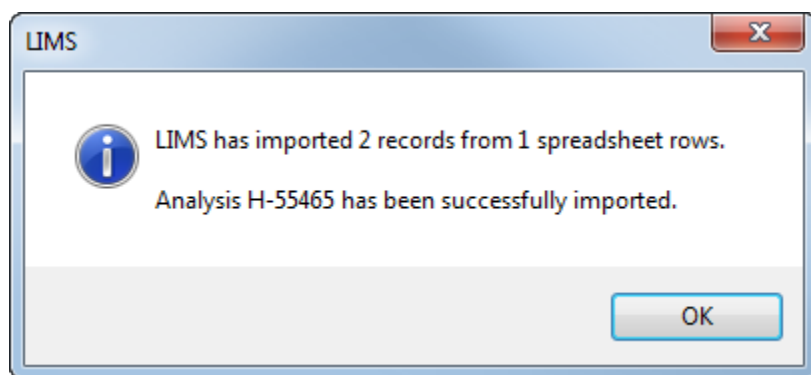 LIMS
LIMS has imported 2 records from 1 spreadsheet rows.
Analysis H-55465 has been successfully imported.
OK